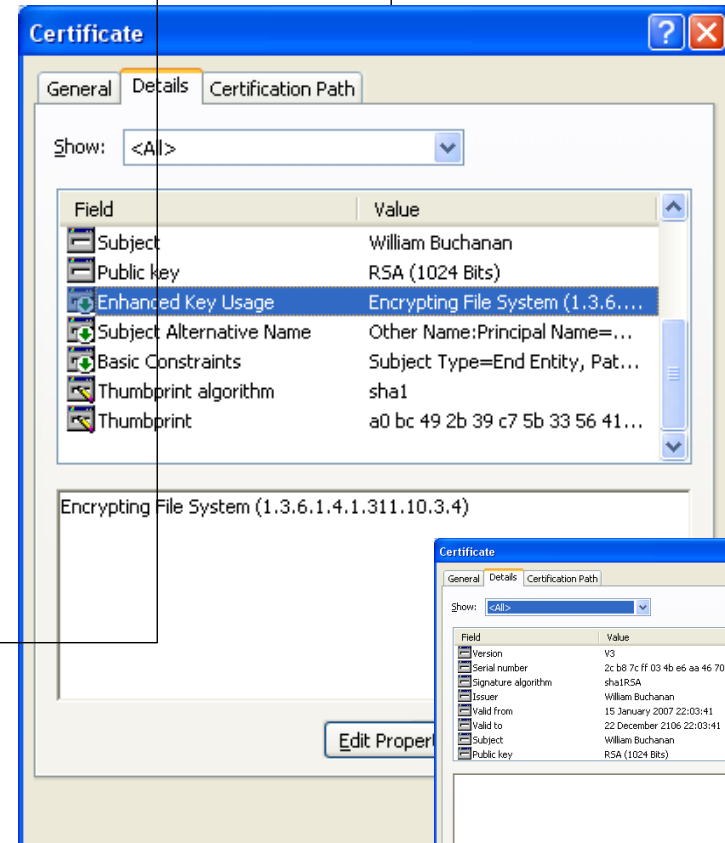 Certificate
General Details Certification Path
Show: <All>
Field Value
Subject William Buchanan
Public key RSA (1024 Bits)
Enhanced Key Usage Encrypting File System (1.3.6....
Subject Alternative Name Other Name:Principal Name=...
Basic Constraints Subject Type=End Entity, Pat...
Thumbprint algorithm sha1
Thumbprint a0 bc 49 2b 39 c7 5b 33 56 41...
Encrypting File System (1.3.6.1.4.1.311.10.3.4)
Edit
Certificate
General Details Certification Path
Show: <All>
Field Value
Version V3
Serial number 2c b8 7c ff 03 4b e6 aa 46 70
Signature algorithm sha1RSA
Issuer William Buchanan
Valid from 15 January 2007 22:03:41
Valid to 22 December 2106 22:03:41
Subject William Buchanan
Public key RSA (1024 Bits)